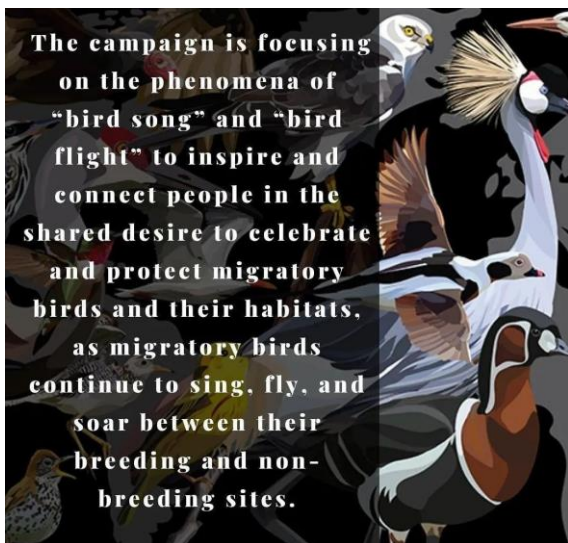 The campaign is focusing
on the phenomena of
“bird song” and “bird
flight” to inspire and
connect people in the
shared desire to celebrate
and protect migratory
birds and their habitats,
as migratory birds
continue to sing, fly, and
soar between their
breeding and non-
breeding sites.